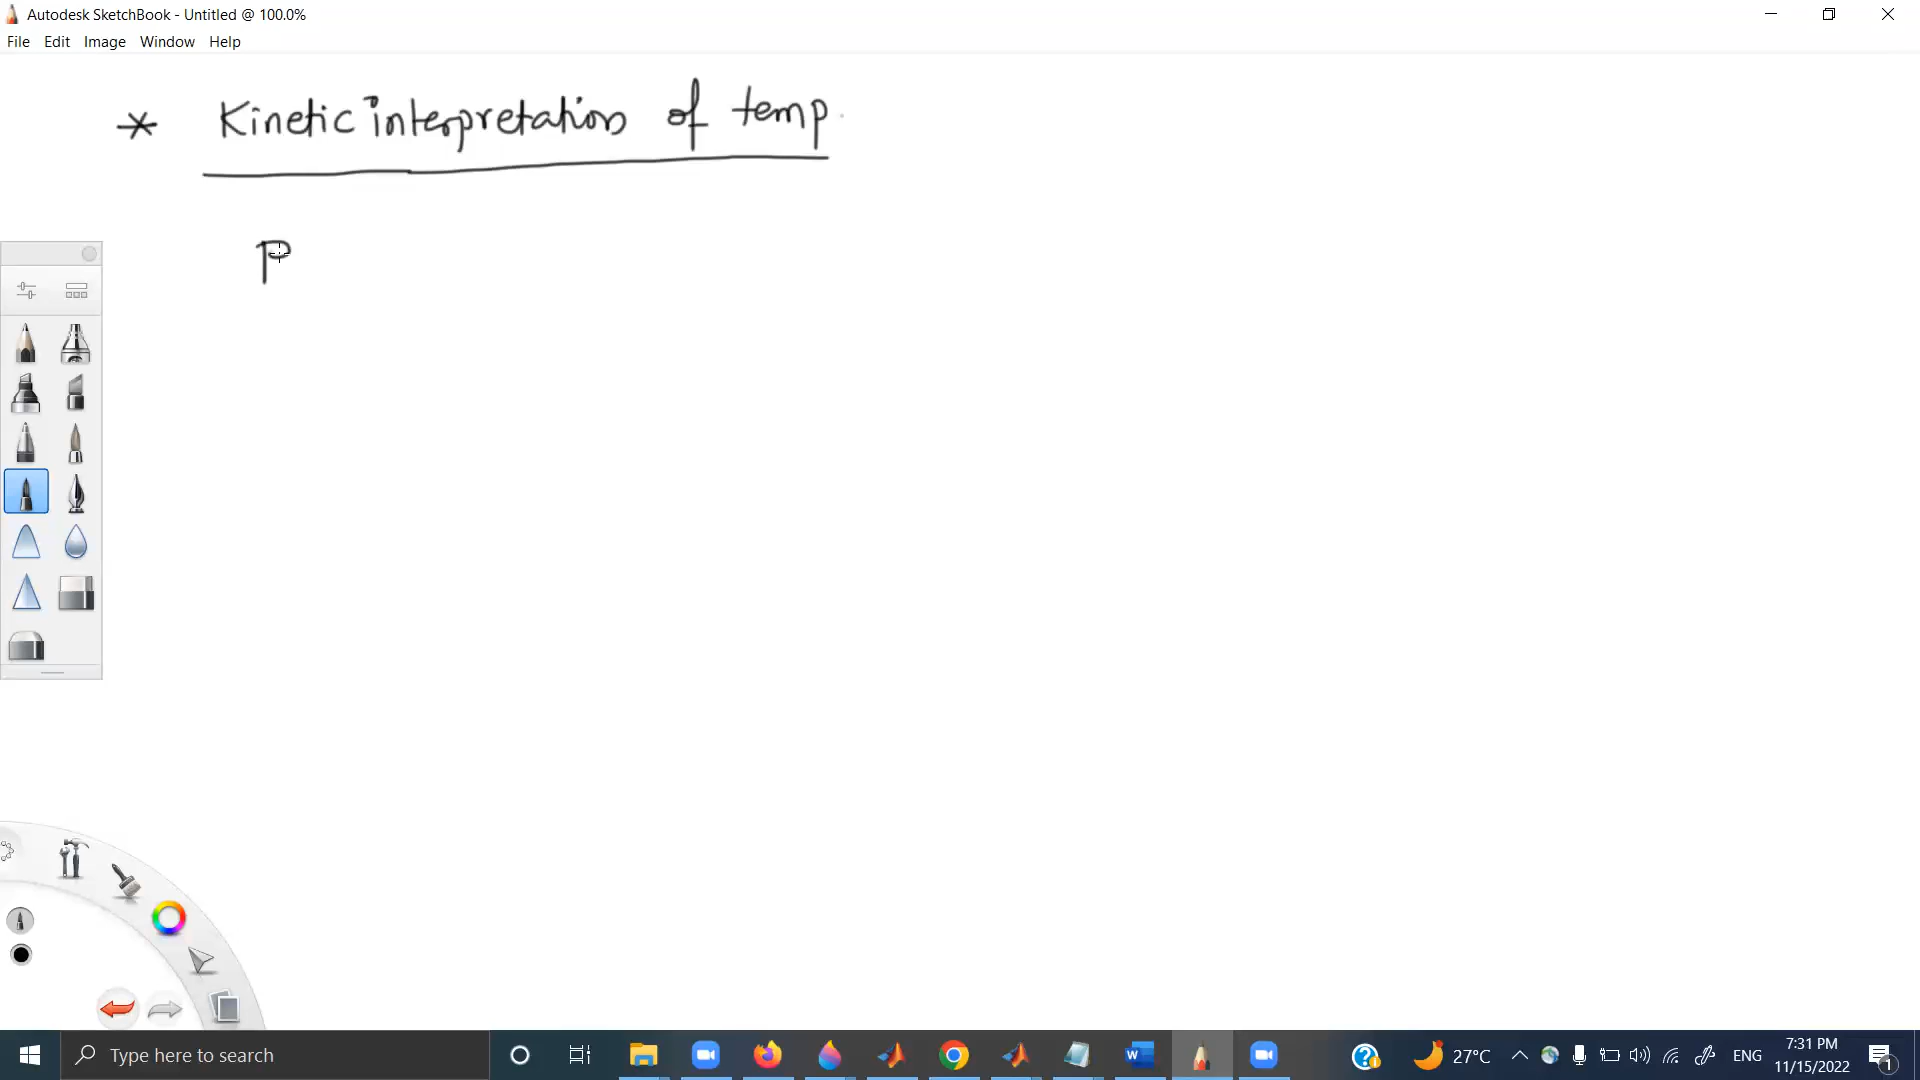 Autodesk SketchBook - Untitled @ 100.0%
File Edit Image Window Help
* Kinetic interpretation of temp.
P
Type here to search
27°C
ENG
7:31 PM
11/15/2022
1